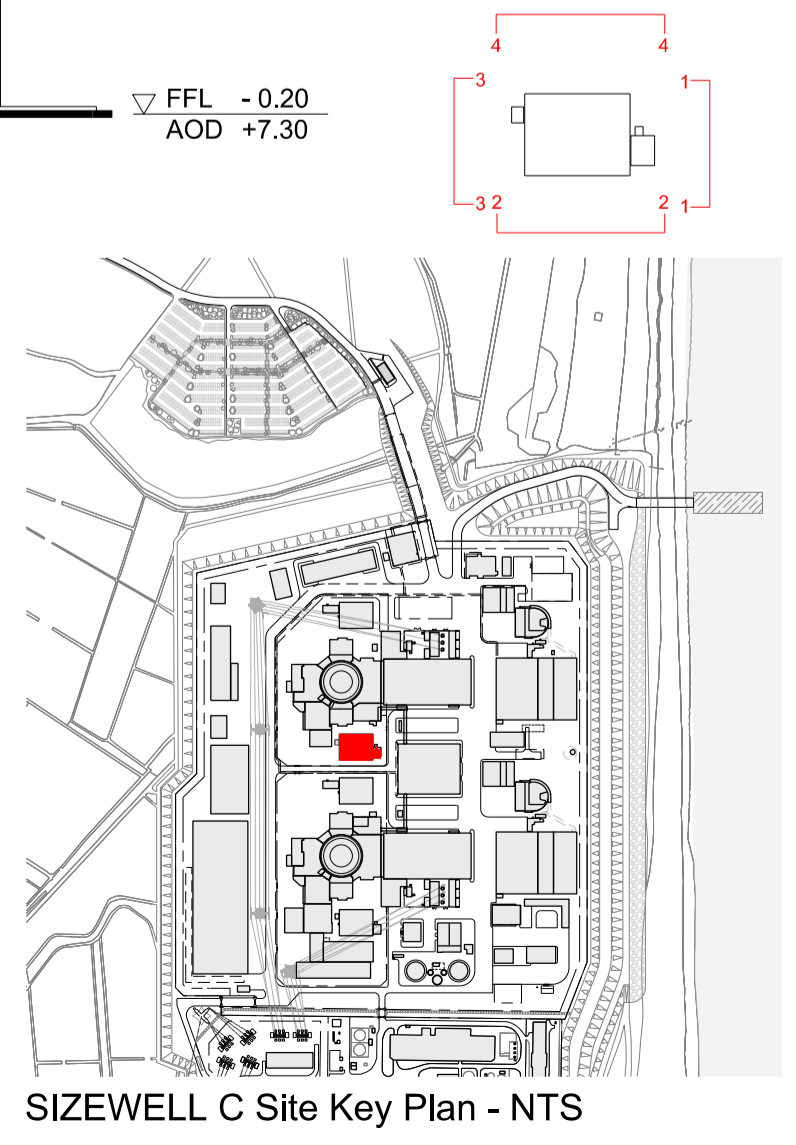 FFL - 0.20
AOD +7.30
4 4
3 1
3 2 2 1
SIZEWELL C Site Key Plan - NTS